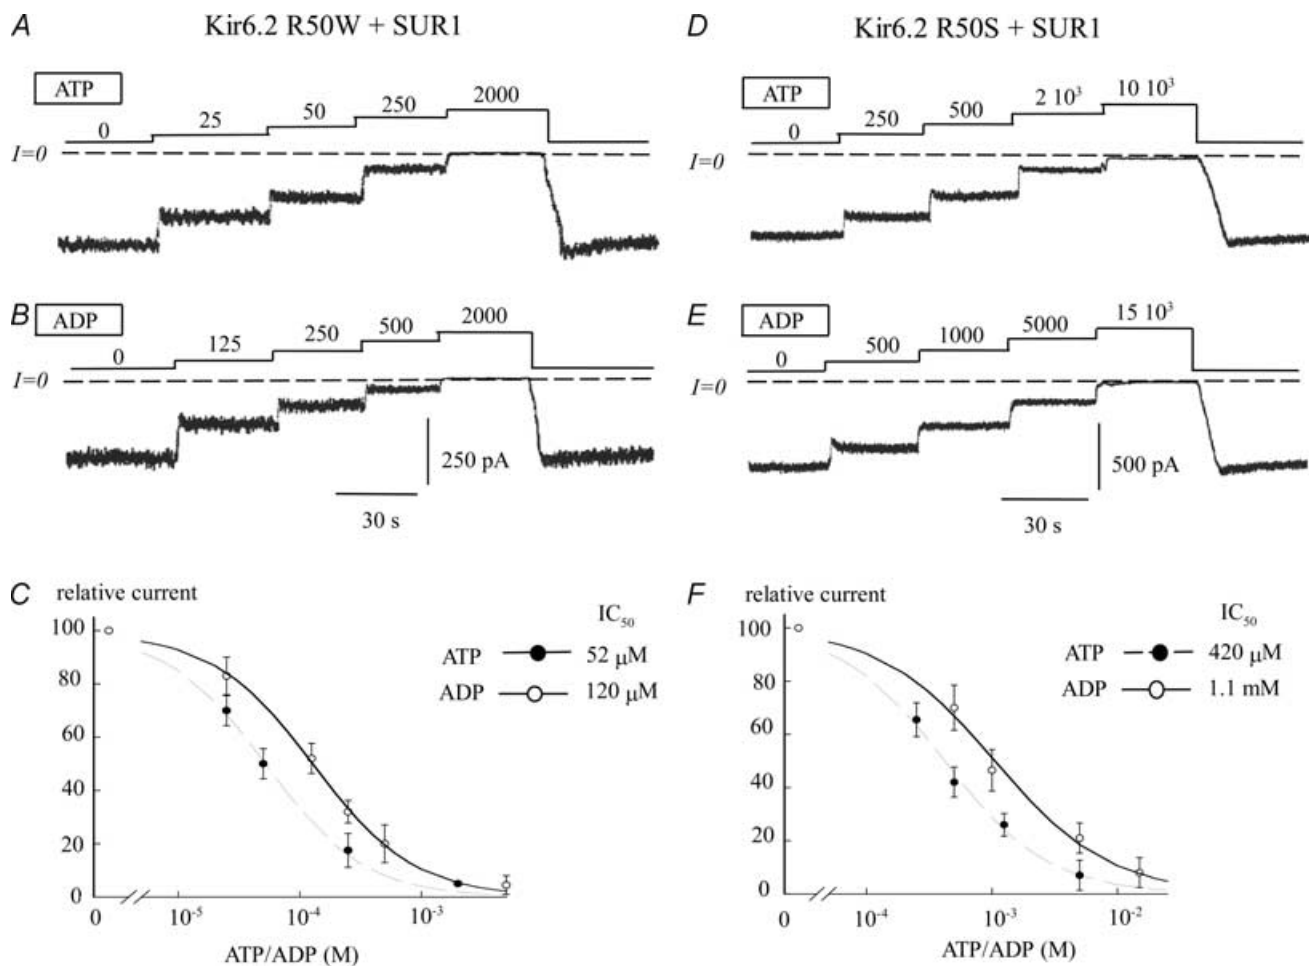 A
Kir6.2 R50W + SUR1
ATP
0
25
50
250
2000
I=0
B
ADP
0
125
250
500
2000
I=0
250 pA
30 s
C
relative current
100
80
60
40
20
0
0
10⁻⁵
10⁻⁴
10⁻³
ATP/ADP (M)
IC₅₀
ATP 52 µM
ADP 120 µM
D
Kir6.2 R50S + SUR1
ATP
0
250
500
2 10³
10 10³
I=0
E
ADP
0
500
1000
5000
15 10³
I=0
500 pA
30 s
F
relative current
100
80
60
40
20
0
0
10⁻⁴
10⁻³
10⁻²
ATP/ADP (M)
IC₅₀
ATP 420 µM
ADP 1.1 mM